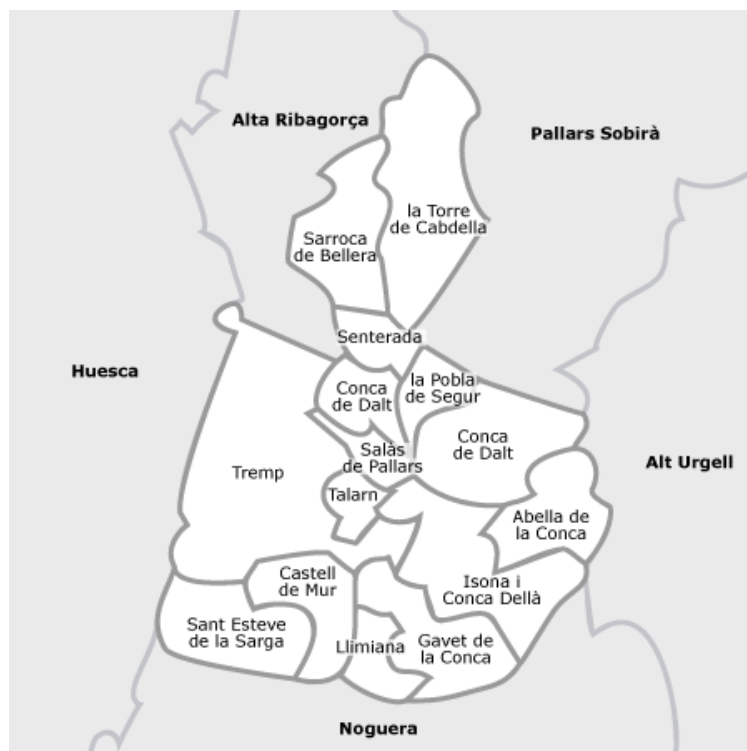 Alta Ribagorça
Pallars Sobirà
la Torre
de Cabdella
Sarroca
de Bellera
Senterada
Huesca
la Pobla
de Segur
Conca
de Dalt
Conca
de Dalt
Salàs
de Pallars
Alt Urgell
Tremp
Talarn
Abella de
la Conca
Castell
de Mur
Isona i
Conca Dellà
Sant Esteve
de la Sarga
Llimiana
Gavet de
la Conca
Noguera